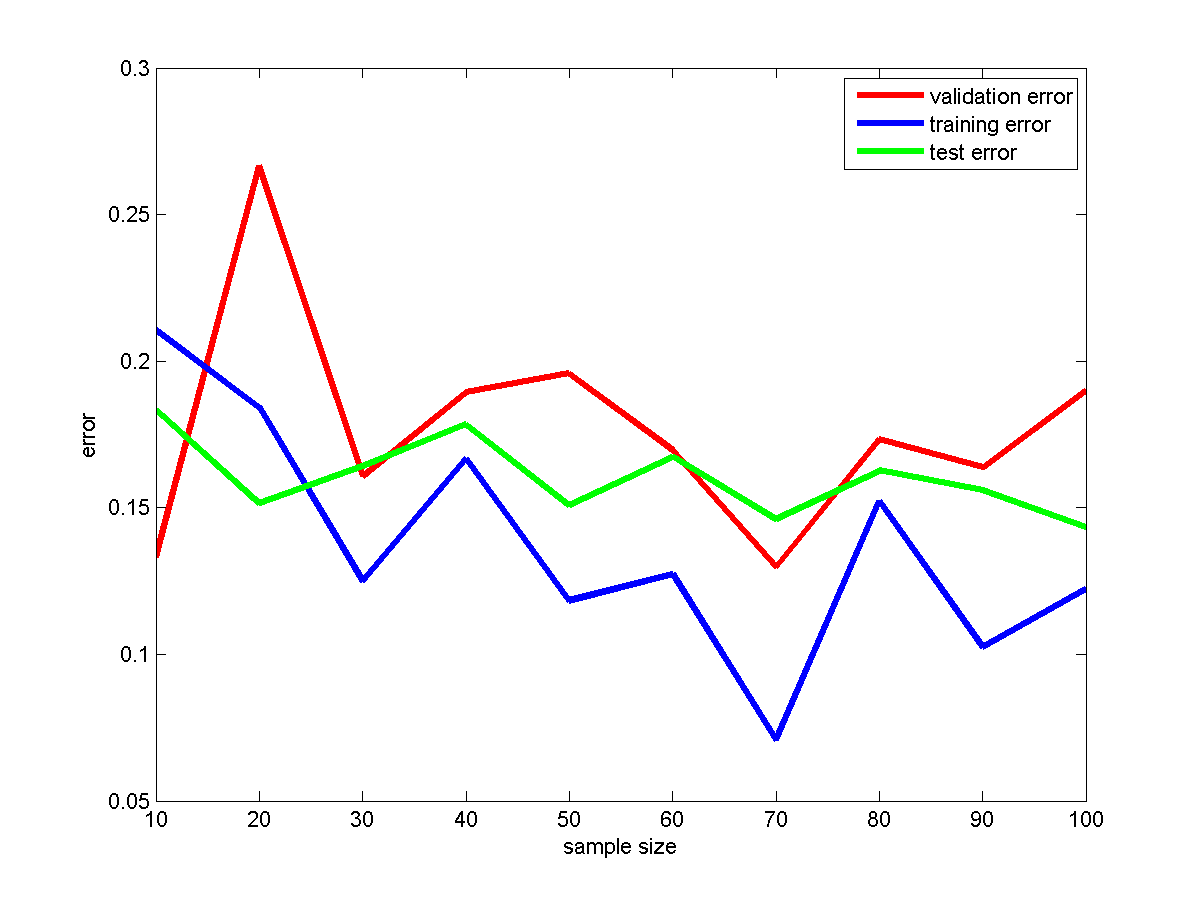 0.3
validation error
training error
test error
0.25
0.2
error
0.15
0.1
0.05
10 20 30 40 50 60 70 80 90 100
sample size